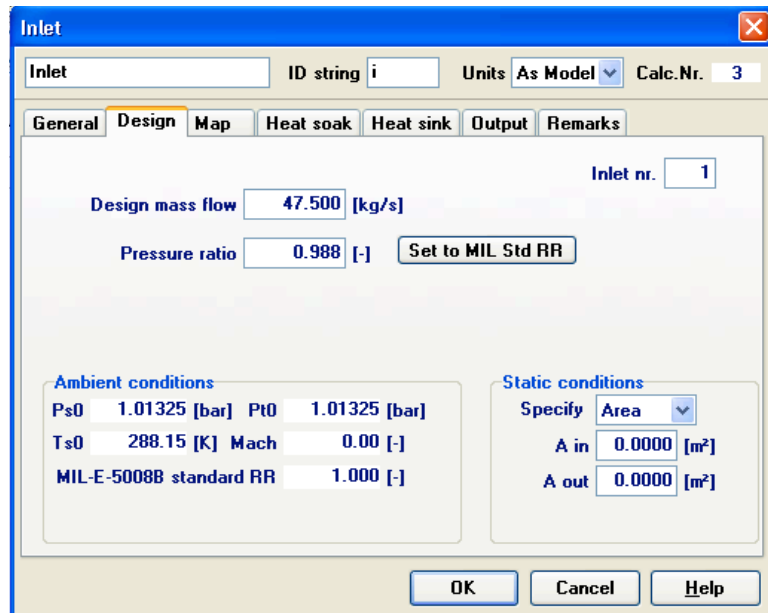 Inlet
Inlet ID string i Units As Model Calc.Nr. 3
General Design Map Heat soak Heat sink Output Remarks
Inlet nr. 1
Design mass flow 47.500 [kg/s]
Pressure ratio 0.988 [-] Set to MIL Std RR
Ambient conditions
Ps0 1.01325 [bar] Pt0 1.01325 [bar]
Ts0 288.15 [K] Mach 0.00 [-]
MIL-E-5008B standard RR 1.000 [-]
Static conditions
Specify Area
A in 0.0000 [m²]
A out 0.0000 [m²]
OK Cancel Help